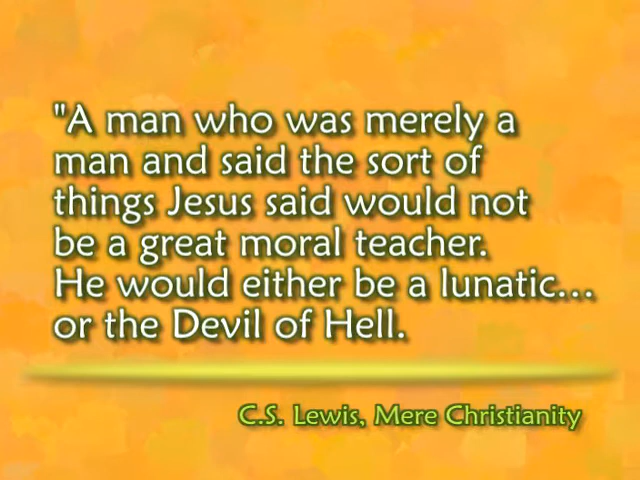 "A man who was merely a
man and said the sort of
things Jesus said would not
be a great moral teacher.
He would either be a lunatic...
or the Devil of Hell.
C.S. Lewis, Mere Christianity